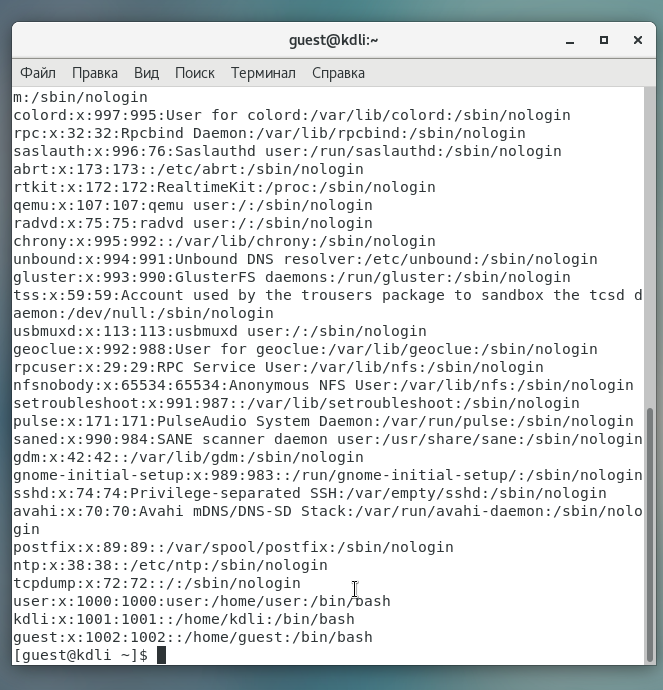 guest@kdli:~
Файл Правка Вид Поиск Терминал Справка
m:/sbin/nologin
colord:x:997:995:User for colord:/var/lib/colord:/sbin/nologin
rpc:x:32:32:Rpcbind Daemon:/var/lib/rpcbind:/sbin/nologin
saslauth:x:996:76:Saslauthd user:/run/saslauthd:/sbin/nologin
abrt:x:173:173::/etc/abrt:/sbin/nologin
rtkit:x:172:172:RealtimeKit:/proc:/sbin/nologin
qemu:x:107:107:qemu user:/:/sbin/nologin
radvd:x:75:75:radvd user:/:/sbin/nologin
chrony:x:995:992::/var/lib/chrony:/sbin/nologin
unbound:x:994:991:Unbound DNS resolver:/etc/unbound:/sbin/nologin
gluster:x:993:990:GlusterFS daemons:/run/gluster:/sbin/nologin
tss:x:59:59:Account used by the trousers package to sandbox the tcsd d
aemon:/dev/null:/sbin/nologin
usbmuxd:x:113:113:usbmuxd user:/:/sbin/nologin
geoclue:x:992:988:User for geoclue:/var/lib/geoclue:/sbin/nologin
rpcuser:x:29:29:RPC Service User:/var/lib/nfs:/sbin/nologin
nfsnobody:x:65534:65534:Anonymous NFS User:/var/lib/nfs:/sbin/nologin
setroubleshoot:x:991:987::/var/lib/setroubleshoot:/sbin/nologin
pulse:x:171:171:PulseAudio System Daemon:/var/run/pulse:/sbin/nologin
saned:x:990:984:SANE scanner daemon user:/usr/share/sane:/sbin/nologin
gdm:x:42:42::/var/lib/gdm:/sbin/nologin
gnome-initial-setup:x:989:983::/run/gnome-initial-setup/:/sbin/nologin
sshd:x:74:74:Privilege-separated SSH:/var/empty/sshd:/sbin/nologin
avahi:x:70:70:Avahi mDNS/DNS-SD Stack:/var/run/avahi-daemon:/sbin/nolo
gin
postfix:x:89:89::/var/spool/postfix:/sbin/nologin
ntp:x:38:38::/etc/ntp:/sbin/nologin
tcpdump:x:72:72::/:/sbin/nologin
user:x:1000:1000:user:/home/user:/bin/bash
kdli:x:1001:1001::/home/kdli:/bin/bash
guest:x:1002:1002::/home/guest:/bin/bash
[guest@kdli ~]$